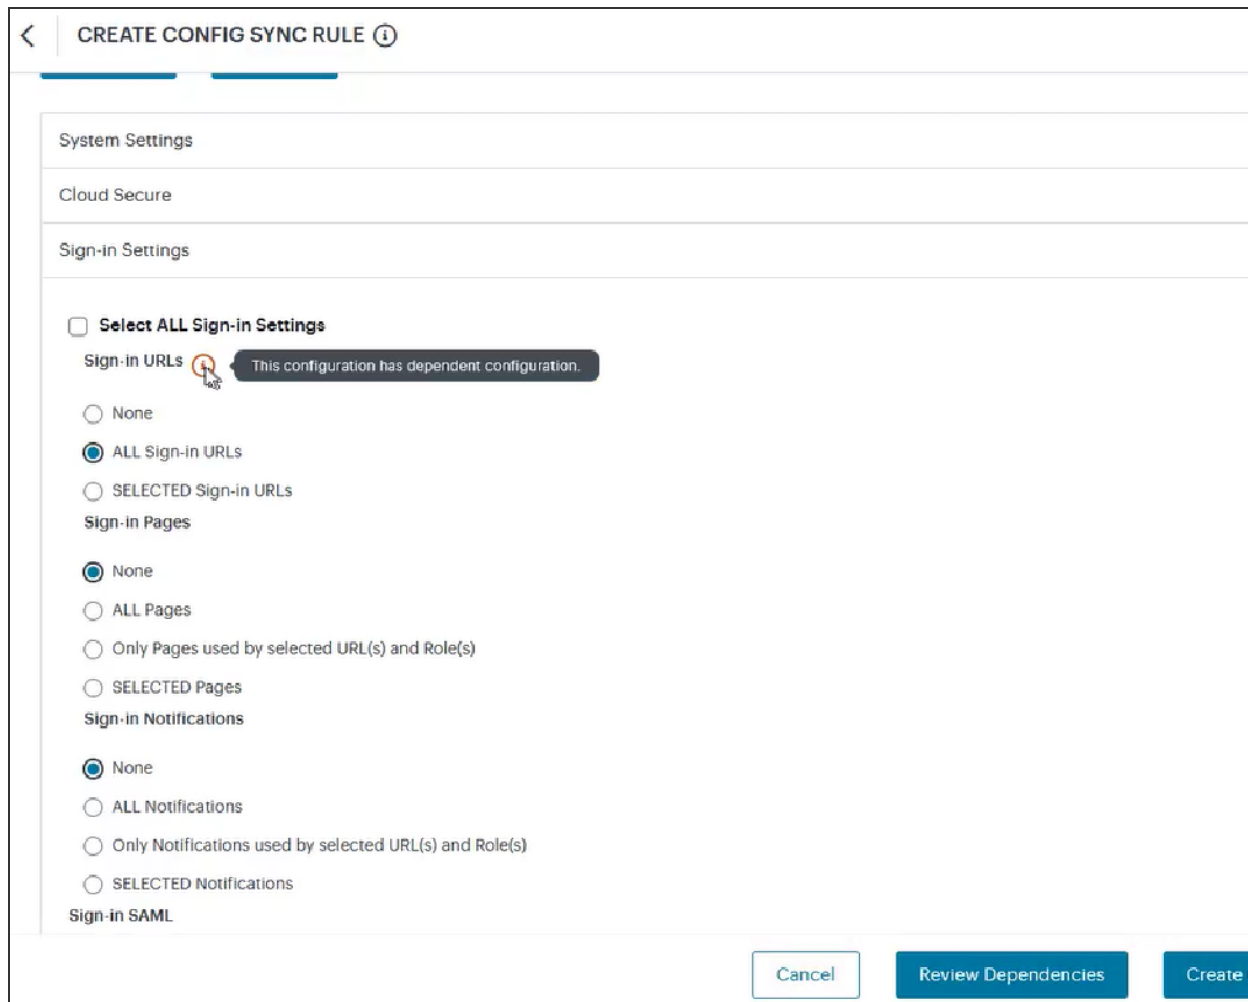 CREATE CONFIG SYNC RULE
System Settings
Cloud Secure
Sign-in Settings
Select ALL Sign-in Settings
Sign-in URLs
This configuration has dependent configuration.
None
ALL Sign-in URLs
SELECTED Sign-in URLs
Sign-in Pages
None
ALL Pages
Only Pages used by selected URL(s) and Role(s)
SELECTED Pages
Sign-in Notifications
None
ALL Notifications
Only Notifications used by selected URL(s) and Role(s)
SELECTED Notifications
Sign-in SAML
Cancel Review Dependencies Create